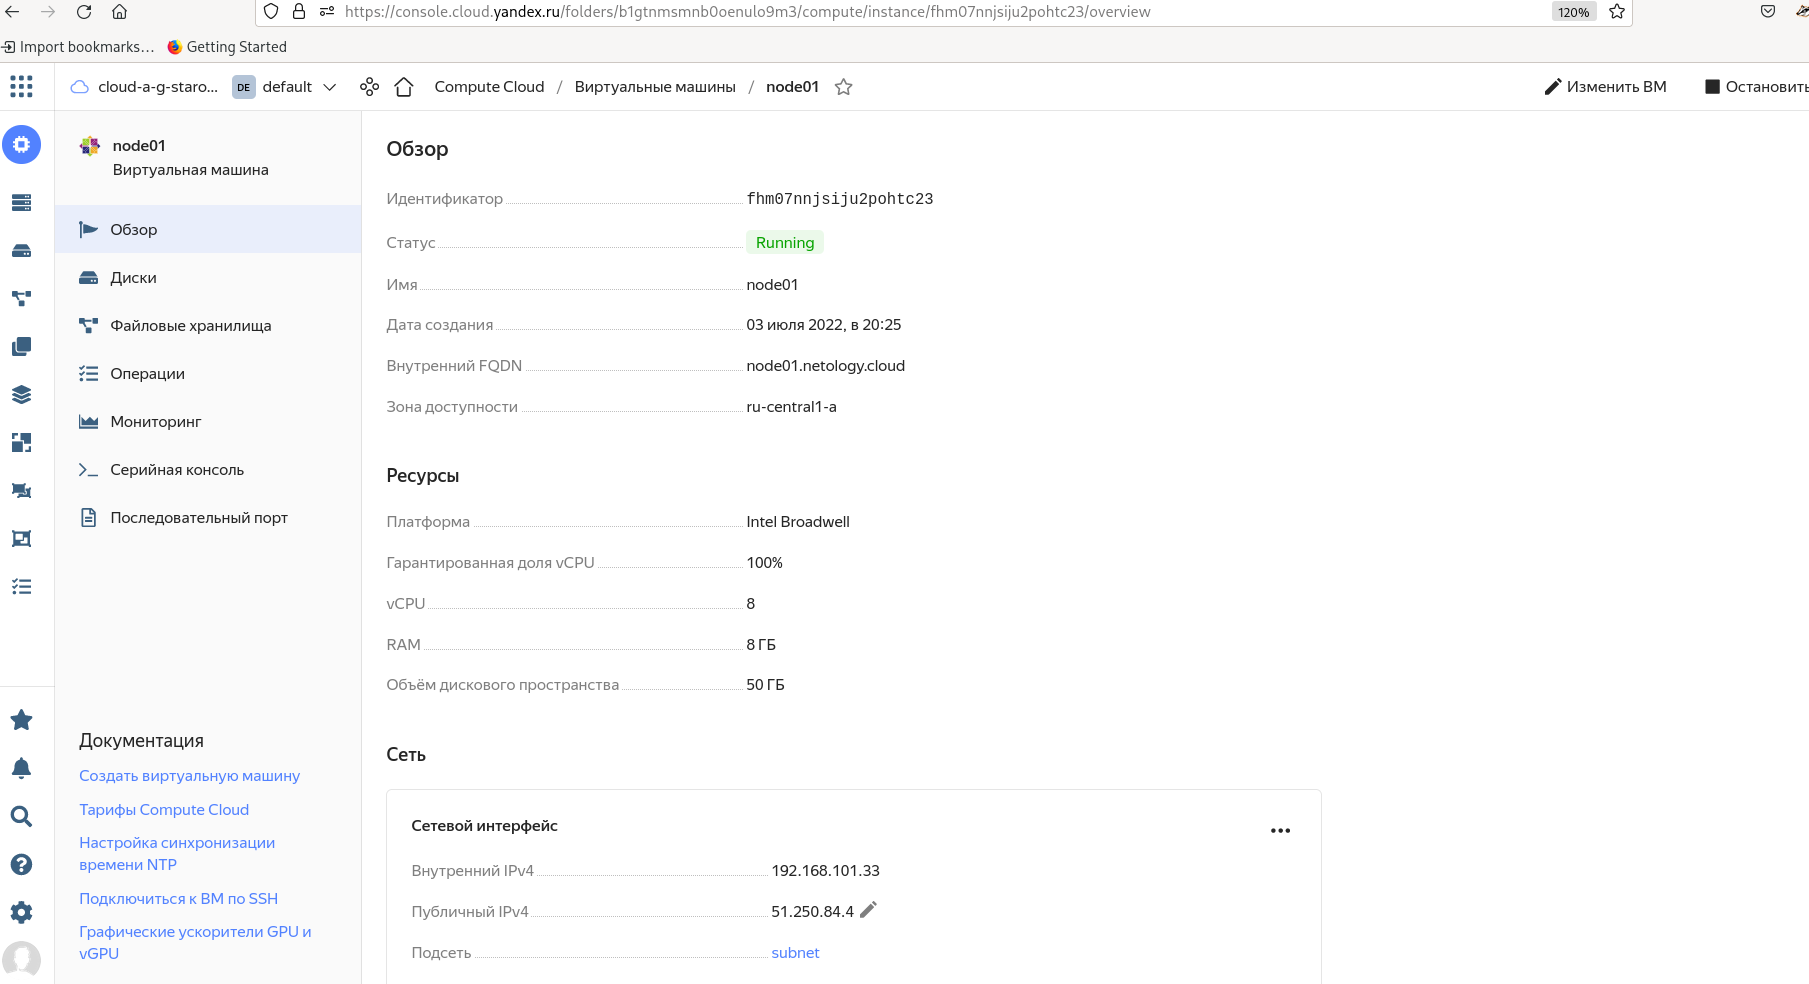 https://console.cloud.yandex.ru/folders/b1gtnmsmnb0oenulo9m3/compute/instance/fhm07nnjsiju2pohtc23/overview
120%
Import bookmarks…
Getting Started
cloud-a-g-staro...
DE
default
Compute Cloud / Виртуальные машины / node01
Изменить ВМ
Остановить
node01
Виртуальная машина
Обзор
Диски
Файловые хранилища
Операции
Мониторинг
Серийная консоль
Последовательный порт
Документация
Создать виртуальную машину
Тарифы Compute Cloud
Настройка синхронизации
времени NTP
Подключиться к ВМ по SSH
Графические ускорители GPU и
vGPU
Обзор
Идентификатор fhm07nnjsiju2pohtc23
Статус Running
Имя node01
Дата создания 03 июля 2022, в 20:25
Внутренний FQDN node01.netology.cloud
Зона доступности ru-central1-a
Ресурсы
Платформа Intel Broadwell
Гарантированная доля vCPU 100%
vCPU 8
RAM 8 ГБ
Объём дискового пространства 50 ГБ
Сеть
Сетевой интерфейс
Внутренний IPv4 192.168.101.33
Публичный IPv4 51.250.84.4
Подсеть subnet